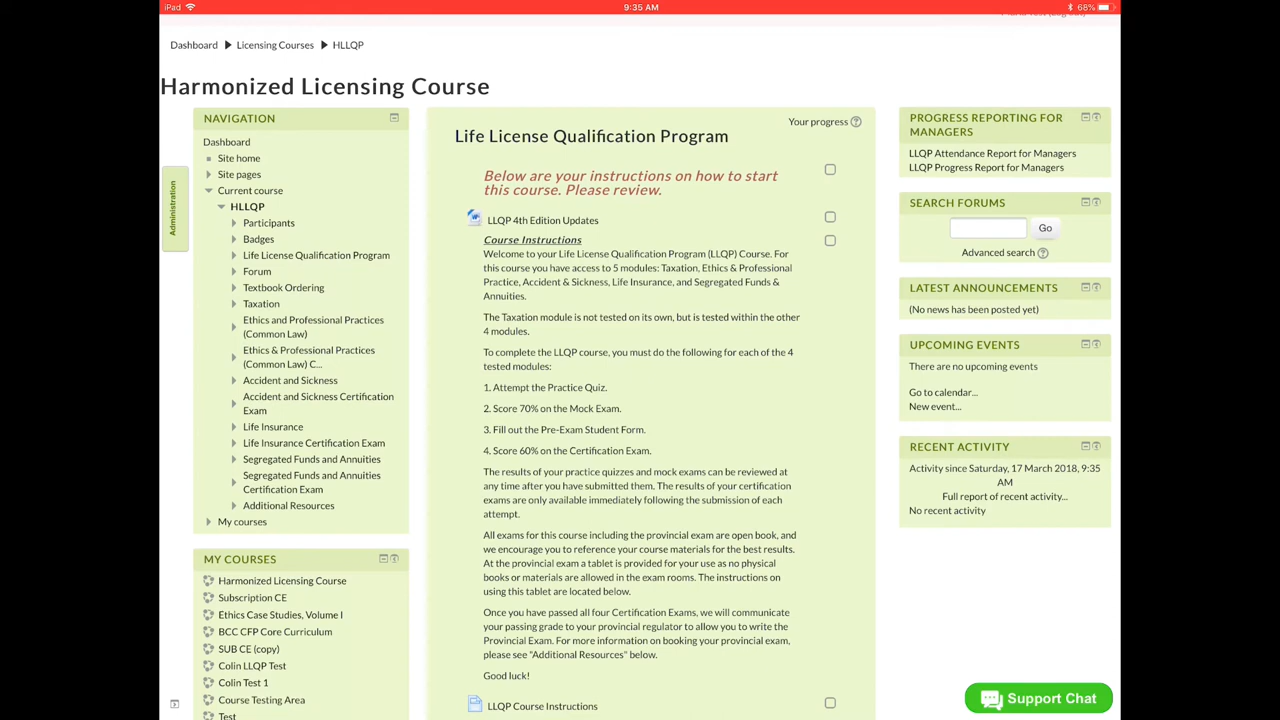 iPad
9:35 AM
68%
Dashboard
Licensing Courses
HLLQP
Harmonized Licensing Course
Administration
NAVIGATION
Dashboard
Site home
Site pages
Current course
HLLQP
Participants
Badges
Life License Qualification Program
Forum
Textbook Ordering
Taxation
Ethics and Professional Practices
(Common Law)
Ethics & Professional Practices
(Common Law) C...
Accident and Sickness
Accident and Sickness Certification
Exam
Life Insurance
Life Insurance Certification Exam
Segregated Funds and Annuities
Segregated Funds and Annuities
Certification Exam
Additional Resources
My courses
MY COURSES
Harmonized Licensing Course
Subscription CE
Ethics Case Studies, Volume I
BCC CFP Core Curriculum
SUB CE (copy)
Colin LLQP Test
Colin Test 1
Course Testing Area
Test
Your progress
Life License Qualification Program
Below are your instructions on how to start
this course. Please review.
LLQP 4th Edition Updates
Course Instructions
Welcome to your Life License Qualification Program (LLQP) Course. For
this course you have access to 5 modules: Taxation, Ethics & Professional
Practice, Accident & Sickness, Life Insurance, and Segregated Funds &
Annuities.
The Taxation module is not tested on its own, but is tested within the other
4 modules.
To complete the LLQP course, you must do the following for each of the 4
tested modules:
1. Attempt the Practice Quiz.
2. Score 70% on the Mock Exam.
3. Fill out the Pre-Exam Student Form.
4. Score 60% on the Certification Exam.
The results of your practice quizzes and mock exams can be reviewed at
any time after you have submitted them. The results of your certification
exams are only available immediately following the submission of each
attempt.
All exams for this course including the provincial exam are open book, and
we encourage you to reference your course materials for the best results.
At the provincial exam a tablet is provided for your use as no physical
books or materials are allowed in the exam rooms. The instructions on
using this tablet are located below.
Once you have passed all four Certification Exams, we will communicate
your passing grade to your provincial regulator to allow you to write the
Provincial Exam. For more information on booking your provincial exam,
please see "Additional Resources" below.
Good luck!
LLQP Course Instructions
PROGRESS REPORTING FOR
MANAGERS
LLQP Attendance Report for Managers
LLQP Progress Report for Managers
SEARCH FORUMS
Go
Advanced search
LATEST ANNOUNCEMENTS
(No news has been posted yet)
UPCOMING EVENTS
There are no upcoming events
Go to calendar...
New event...
RECENT ACTIVITY
Activity since Saturday, 17 March 2018, 9:35
AM
Full report of recent activity...
No recent activity
Support Chat